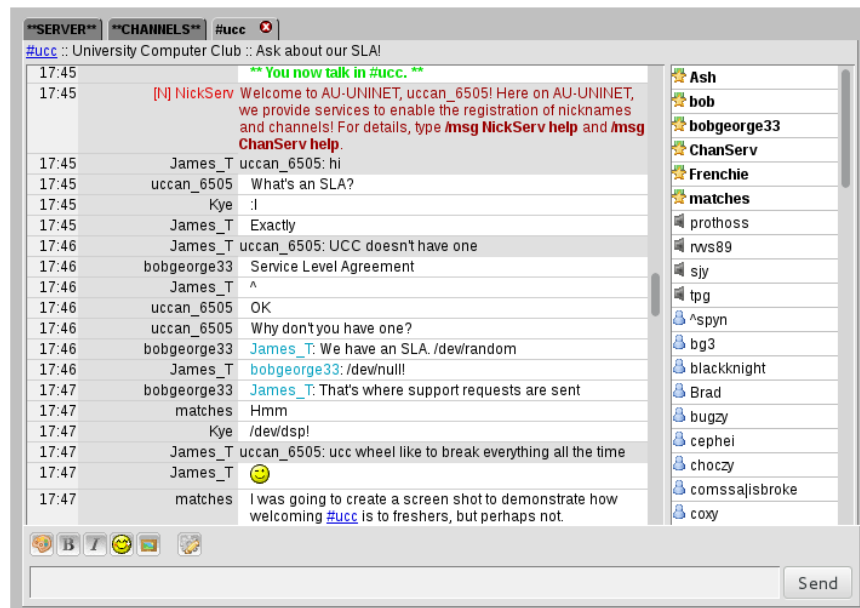 **SERVER** **CHANNELS** #ucc
#ucc :: University Computer Club :: Ask about our SLA!
17:45 ** You now talk in #ucc. **
17:45 [N] NickServ Welcome to AU-UNINET, uccan_6505! Here on AU-UNINET,
we provide services to enable the registration of nicknames
and channels! For details, type /msg NickServ help and /msg
ChanServ help.
17:45 James_T uccan_6505: hi
17:45 uccan_6505 What's an SLA?
17:45 Kye :I
17:45 James_T Exactly
17:46 James_T uccan_6505: UCC doesn't have one
17:46 bobgeorge33 Service Level Agreement
17:46 James_T ^
17:46 uccan_6505 OK
17:46 uccan_6505 Why don't you have one?
17:46 bobgeorge33 James_T: We have an SLA. /dev/random
17:46 James_T bobgeorge33: /dev/null!
17:47 bobgeorge33 James_T: That's where support requests are sent
17:47 matches Hmm
17:47 Kye /dev/dsp!
17:47 James_T uccan_6505: ucc wheel like to break everything all the time
17:47 James_T
17:47 matches I was going to create a screen shot to demonstrate how
welcoming #ucc is to freshers, but perhaps not.
Ash
bob
bobgeorge33
ChanServ
Frenchie
matches
prothoss
rws89
sjy
tpg
^spyn
bg3
blackknight
Brad
bugzy
cephei
choczy
comssa|isbroke
coxy
B I
Send